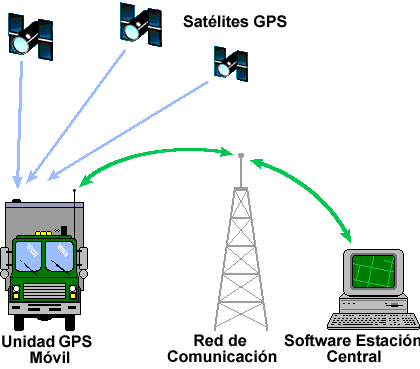 Satélites GPS
Unidad GPS
Móvil
Red de
Comunicación
Software Estación
Central